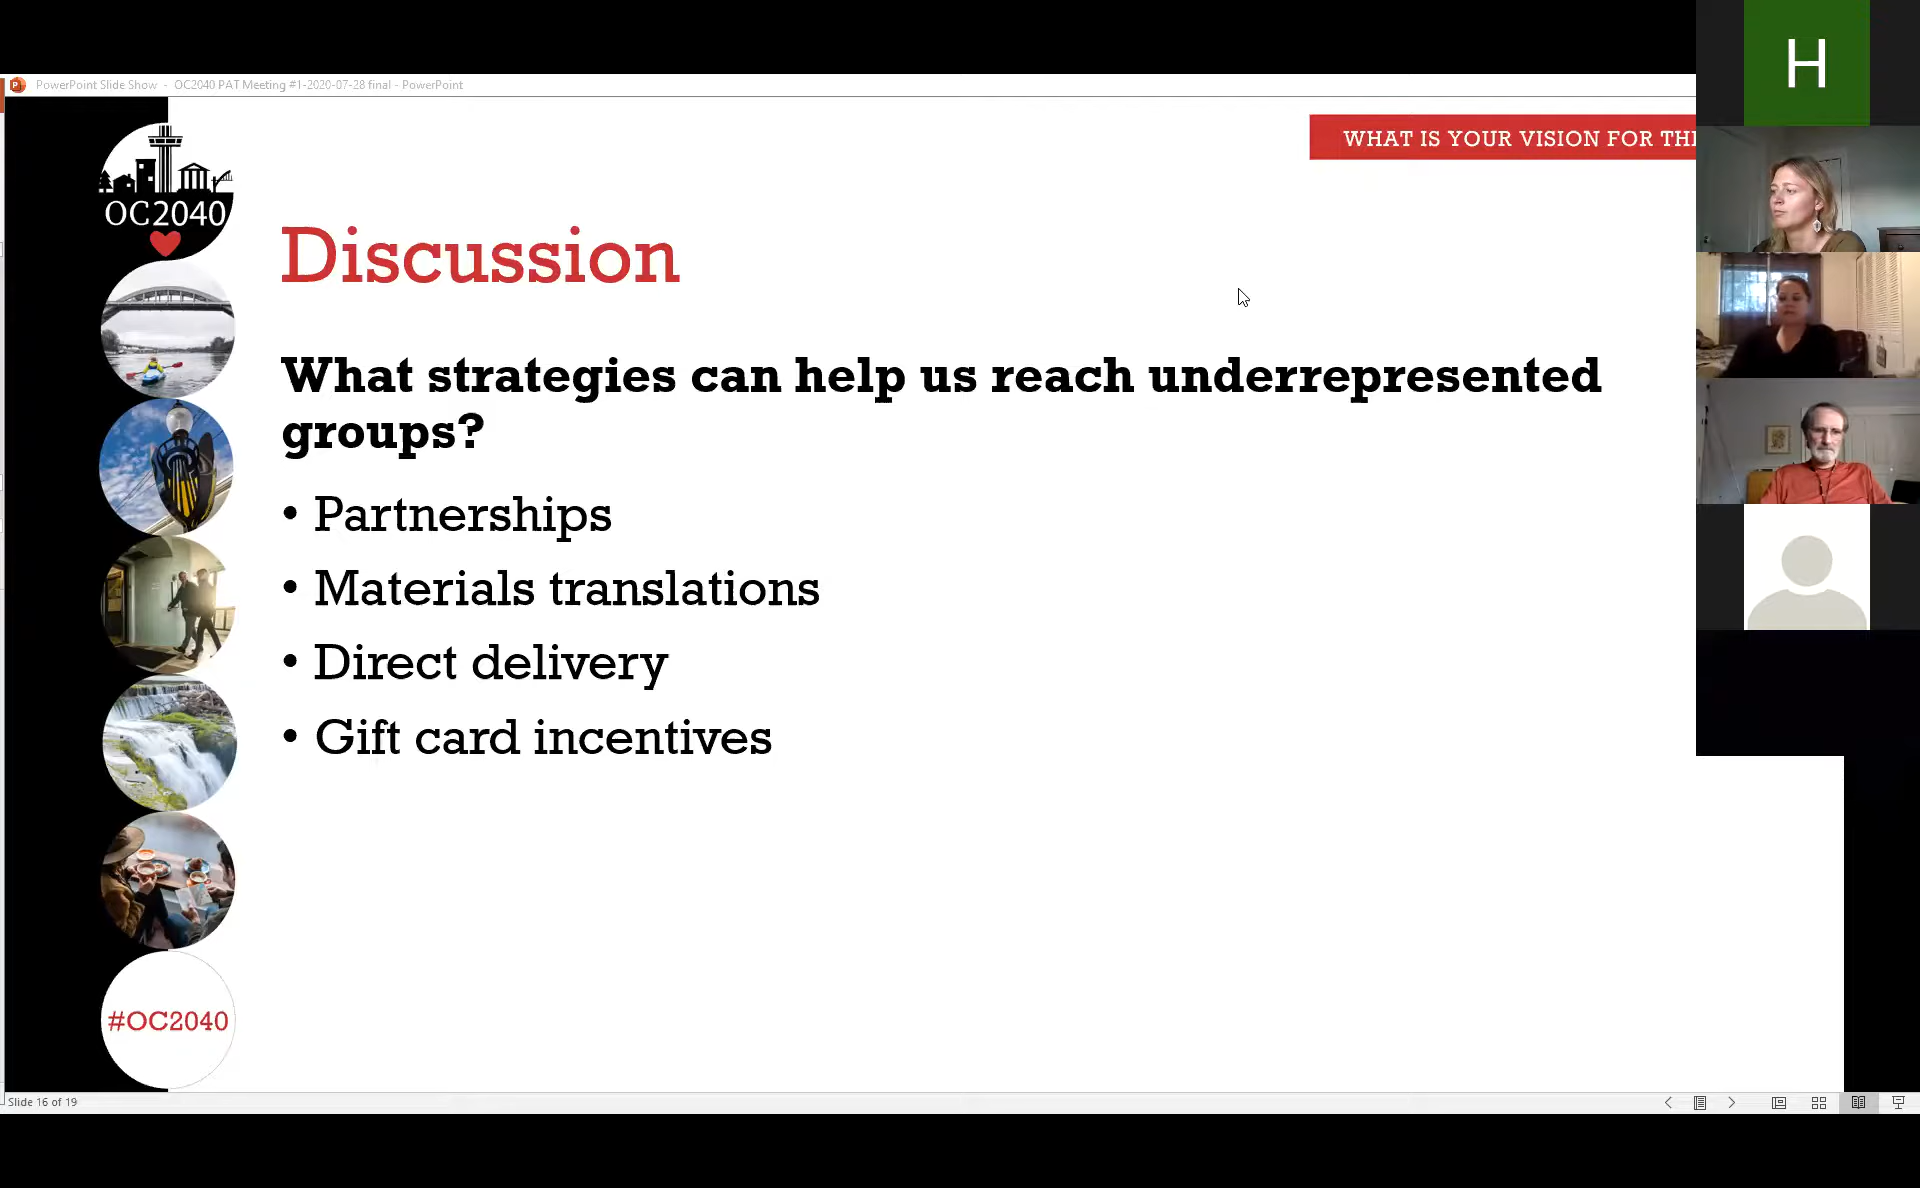 PowerPoint Slide Show - OC2040 PAT Meeting #1-2020-07-28 final - PowerPoint
H
WHAT IS YOUR VISION FOR TH
OC2040
Discussion
What strategies can help us reach underrepresented
groups?
• Partnerships
• Materials translations
• Direct delivery
• Gift card incentives
#OC2040
Slide 16 of 19